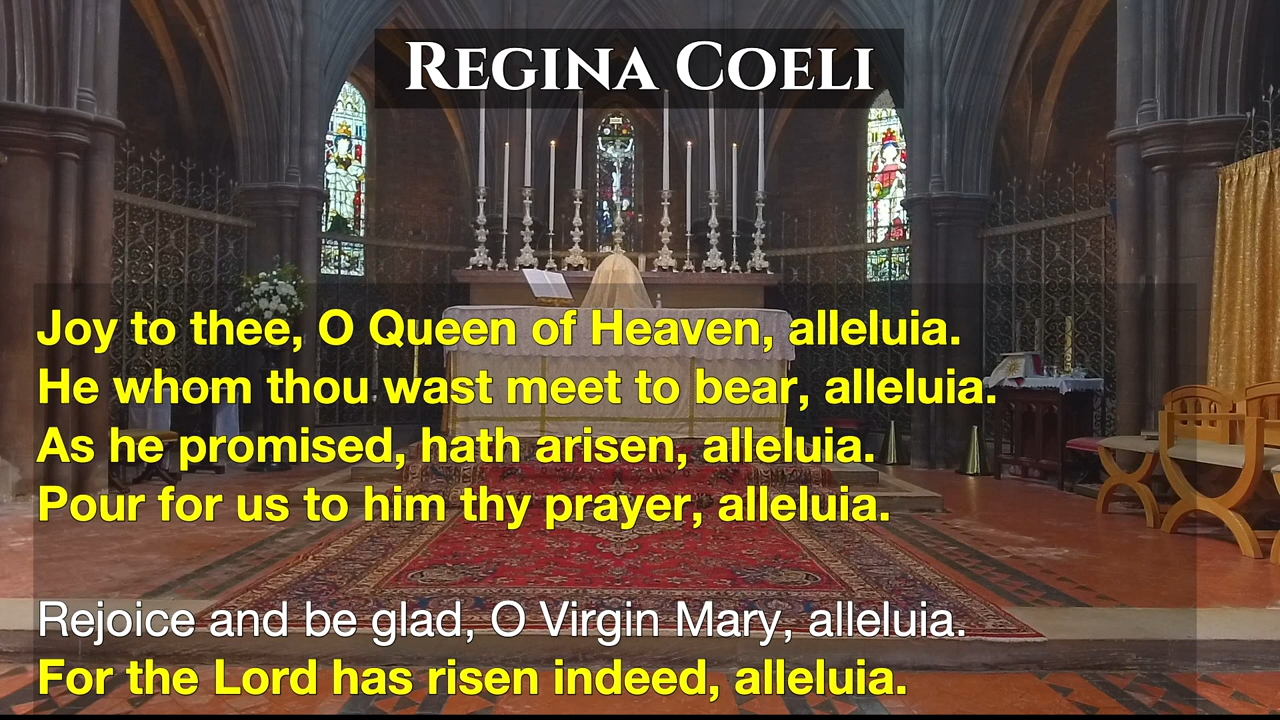 REGINA COELI
Joy to thee, O Queen of Heaven, alleluia.
He whom thou wast meet to bear, alleluia.
As he promised, hath arisen, alleluia.
Pour for us to him thy prayer, alleluia.
Rejoice and be glad, O Virgin Mary, alleluia.
For the Lord has risen indeed, alleluia.